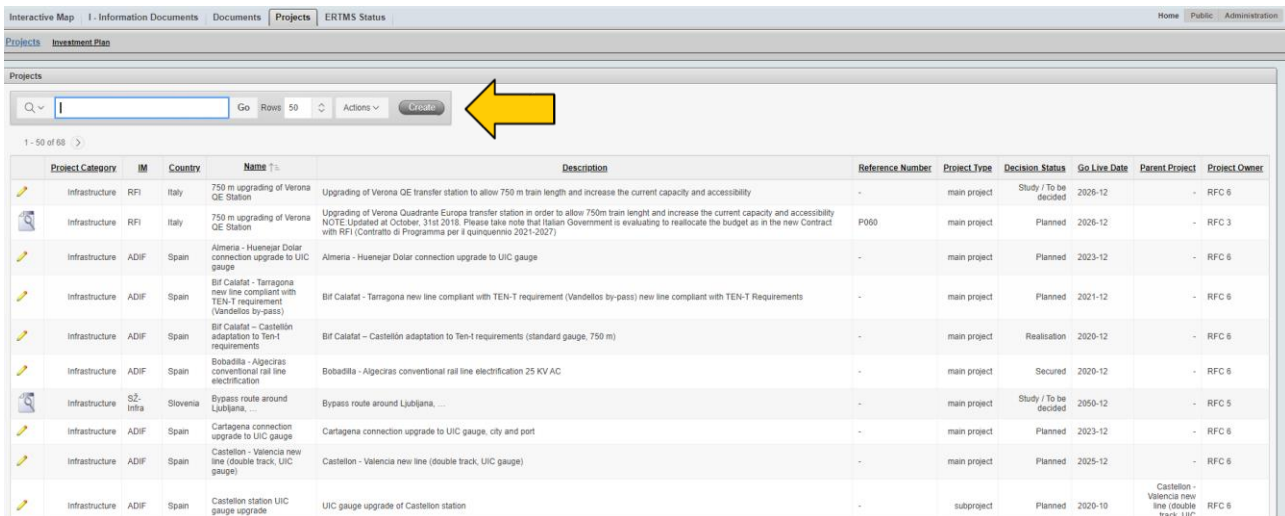 Interactive Map I - Information Documents Documents Projects ERTMS Status Home Public Administration
Projects Investment Plan
Projects
Go Rows 50 Actions Create
1 - 50 of 68
Project Category IM Country Name Description Reference Number Project Type Decision Status Go Live Date Parent Project Project Owner
Infrastructure RFI Italy 750 m upgrading of Verona QE Station Upgrading of Verona QE transfer station to allow 750 m train length and increase the current capacity and accessibility - main project Study / To be decided 2026-12 - RFC 6
Infrastructure RFI Italy 750 m upgrading of Verona QE Station Upgrading of Verona Quadrante Europa transfer station in order to allow 750m train lenght and increase the current capacity and accessibility
NOTE:Updated at October, 31st 2018. Please take note that Italian Government is evaluating to reallocate the budget as in the new Contract
with RFI (Contratto di Programma per il quinquennio 2021-2027) P060 main project Planned 2026-12 - RFC 3
Infrastructure ADIF Spain Almeria - Huenejar Dolar connection upgrade to UIC gauge Almeria - Huenejar Dolar connection upgrade to UIC gauge - main project Planned 2023-12 - RFC 6
Infrastructure ADIF Spain Bif Calafat - Tarragona new line compliant with TEN-T requirement (Vandellos by-pass) Bif Calafat - Tarragona new line compliant with TEN-T requirement (Vandellos by-pass) new line compliant with TEN-T Requirements - main project Planned 2021-12 - RFC 6
Infrastructure ADIF Spain Bif Calafat – Castellón adaptation to Ten-t requirements Bif Calafat – Castellón adaptation to Ten-t requirements (standard gauge, 750 m) - main project Realisation 2020-12 - RFC 6
Infrastructure ADIF Spain Bobadilla - Algeciras conventional rail line electrification Bobadilla - Algeciras conventional rail line electrification 25 KV AC - main project Secured 2020-12 - RFC 6
Infrastructure SŽ-Infra Slovenia Bypass route around Ljubljana, ... Bypass route around Ljubljana, ... - main project Study / To be decided 2050-12 - RFC 5
Infrastructure ADIF Spain Cartagena connection upgrade to UIC gauge Cartagena connection upgrade to UIC gauge, city and port - main project Planned 2023-12 - RFC 6
Infrastructure ADIF Spain Castellon - Valencia new line (double track, UIC gauge) Castellon - Valencia new line (double track, UIC gauge) - main project Planned 2025-12 - RFC 6
Infrastructure ADIF Spain Castellon station UIC gauge upgrade UIC gauge upgrade of Castellon station - subproject Planned 2020-10 Castellon - Valencia new line (double track, UIC RFC 6